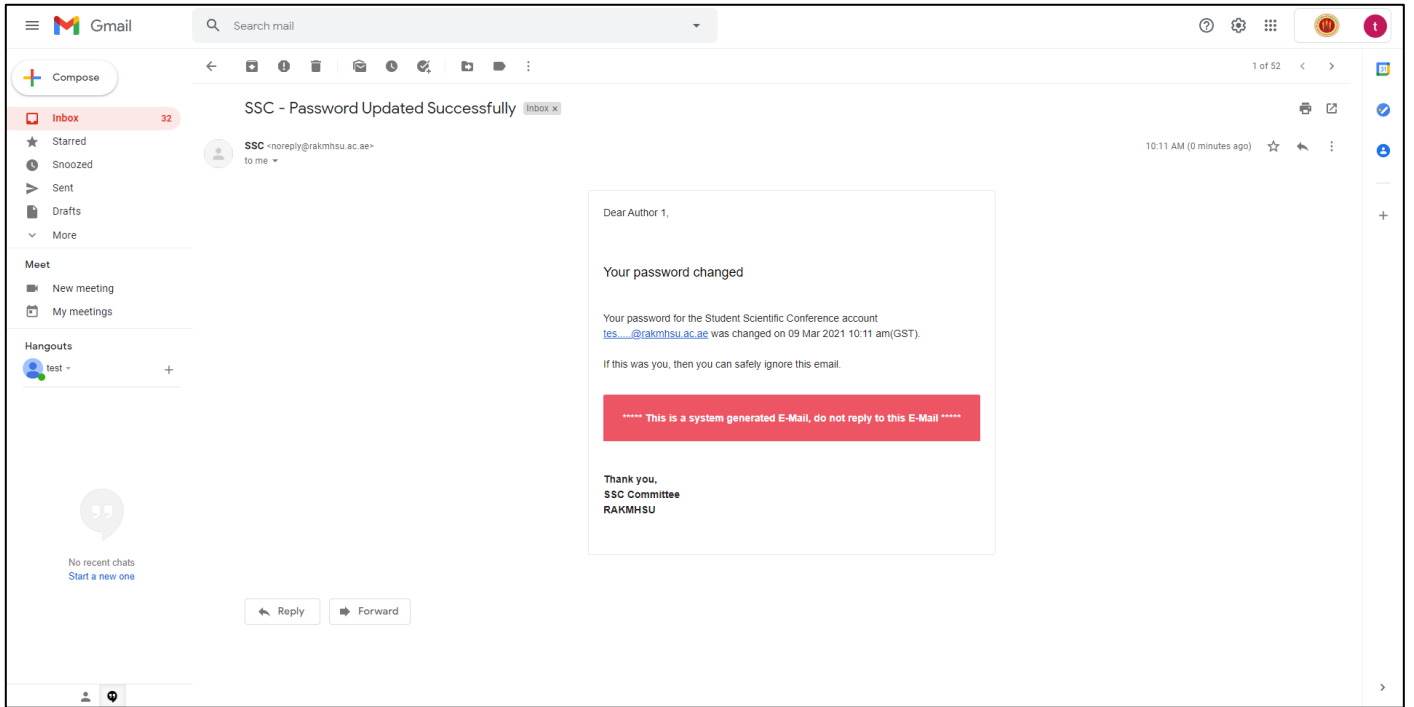 Gmail
Search mail
t
Compose
1 of 52
31
Inbox 32
Starred
Snoozed
Sent
Drafts
More
Meet
New meeting
My meetings
Hangouts
test
No recent chats
Start a new one
SSC - Password Updated Successfully Inbox x
SSC <noreply@rakmhsu.ac.ae> 10:11 AM (0 minutes ago)
to me
Dear Author 1,
Your password changed
Your password for the Student Scientific Conference account
tes.....@rakmhsu.ac.ae was changed on 09 Mar 2021 10:11 am(GST).
If this was you, then you can safely ignore this email.
***** This is a system generated E-Mail, do not reply to this E-Mail *****
Thank you,
SSC Committee
RAKMHSU
Reply Forward